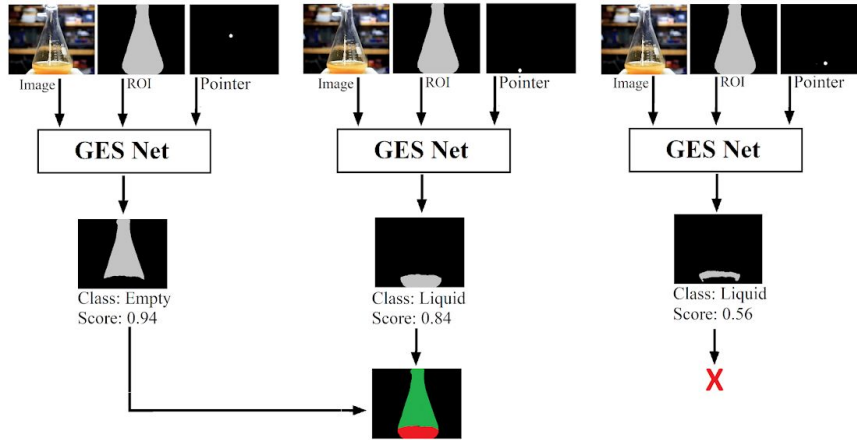 Image ROI Pointer
GES Net
Class: Empty
Score: 0.94
Image ROI Pointer
GES Net
Class: Liquid
Score: 0.84
Image ROI Pointer
GES Net
Class: Liquid
Score: 0.56
X